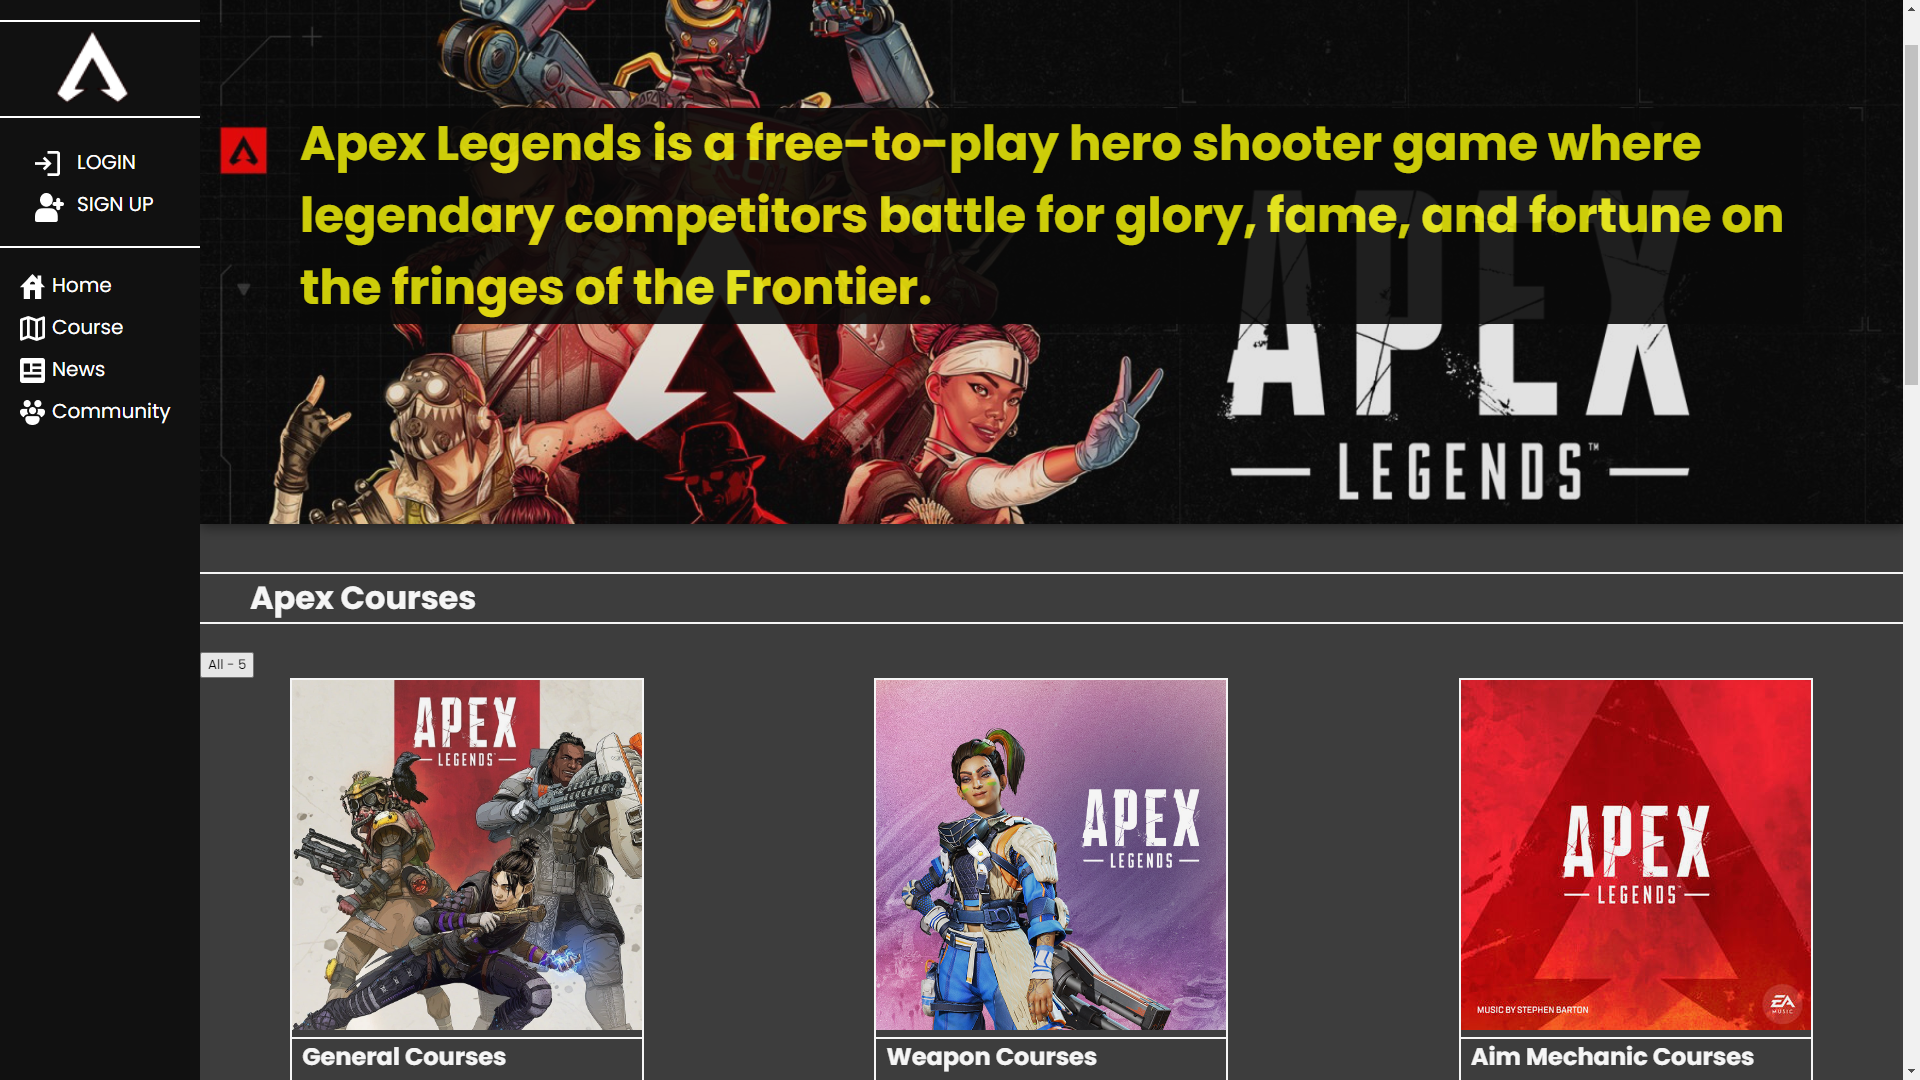 LOGIN
SIGN UP
Home
Course
News
Community
Apex Legends is a free-to-play hero shooter game where
legendary competitors battle for glory, fame, and fortune on
the fringes of the Frontier.
APEX
LEGENDS™
Apex Courses
All - 5
APEX
LEGENDS
General Courses
APEX
LEGENDS
Weapon Courses
APEX
LEGENDS
MUSIC BY STEPHEN BARTON
EA
MUSIC
Aim Mechanic Courses